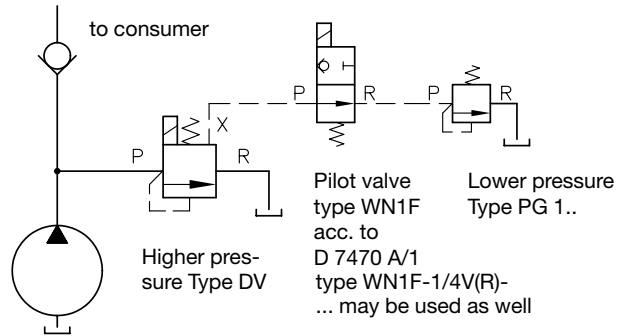 to consumer
P
R
P
R
X
P
R
Higher pres-
sure Type DV
Pilot valve
type WN1F
acc. to
D 7470 A/1
type WN1F-1/4V(R)-
... may be used as well
Lower pressure
Type PG 1..